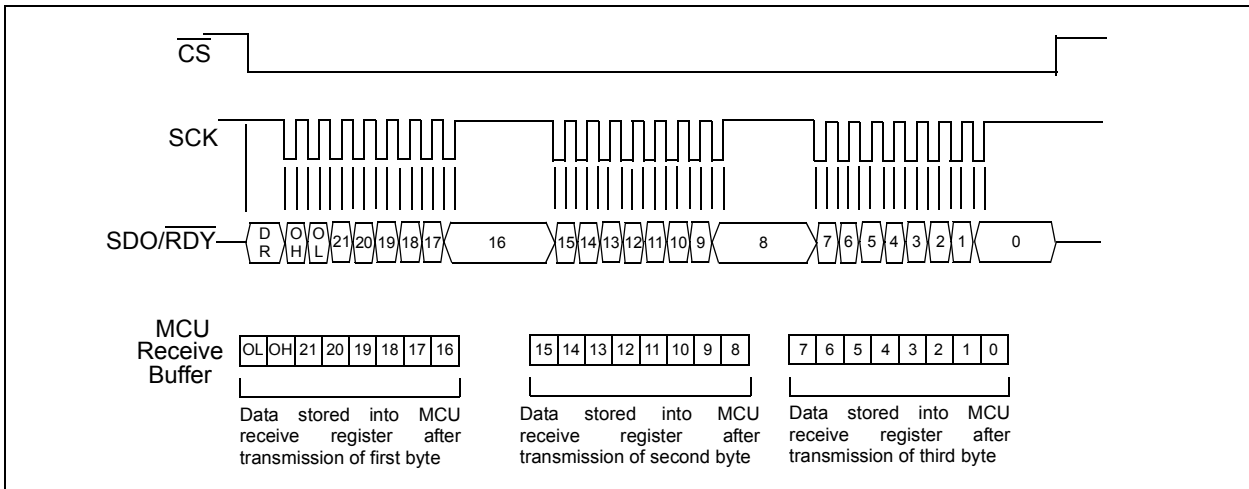 CS
SCK
SDO/RDY
D R
O H
O L
21 20 19 18 17 16 15 14 13 12 11 10 9 8 7 6 5 4 3 2 1 0
MCU
Receive
Buffer
OL OH 21 20 19 18 17 16
15 14 13 12 11 10 9 8
7 6 5 4 3 2 1 0
Data stored into MCU
receive register after
transmission of first byte
Data stored into MCU
receive register after
transmission of second byte
Data stored into MCU
receive register after
transmission of third byte